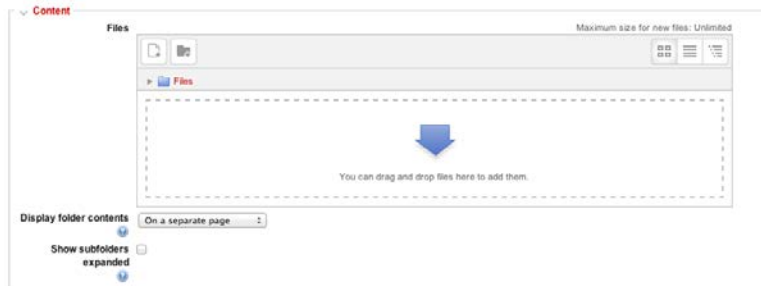 Content
Files
Maximum size for new files: Unlimited
Files
You can drag and drop files here to add them.
Display folder contents
On a separate page
Show subfolders
expanded